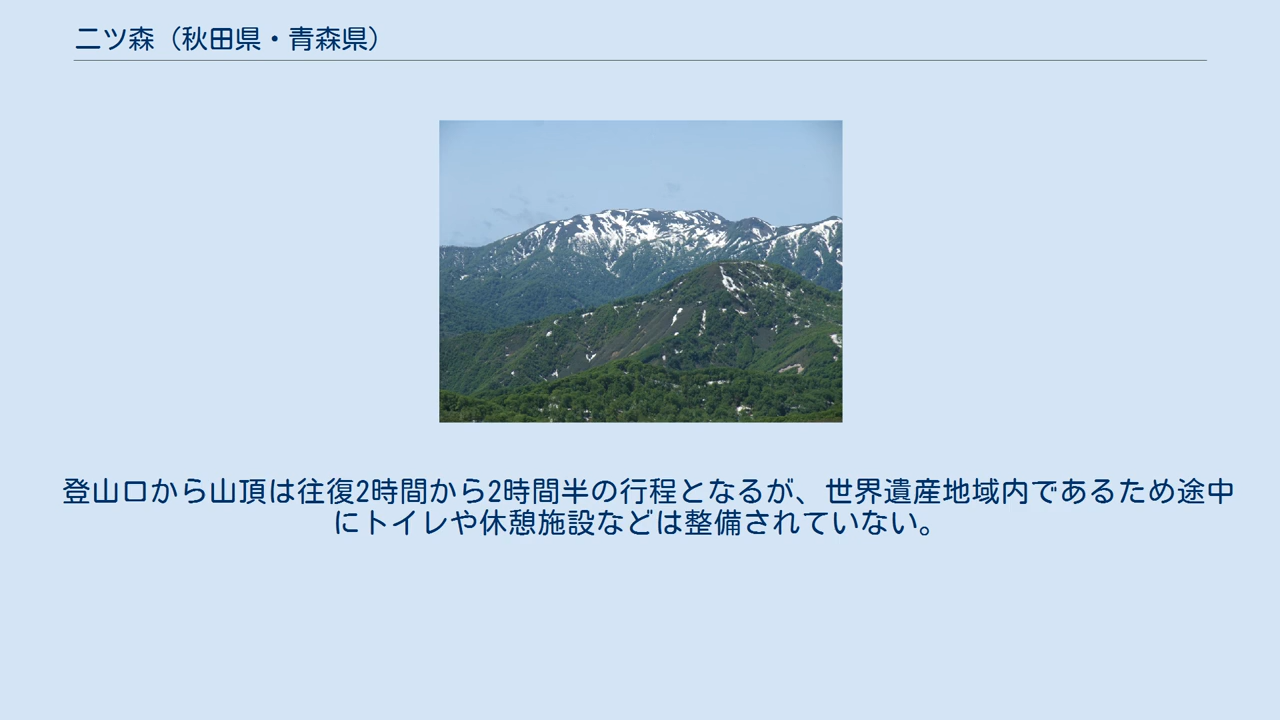 二ツ森（秋田県・青森県）
登山口から山頂は往復2時間から2時間半の行程となるが、世界遺産地域内であるため途中
にトイレや休憩施設などは整備されていない。